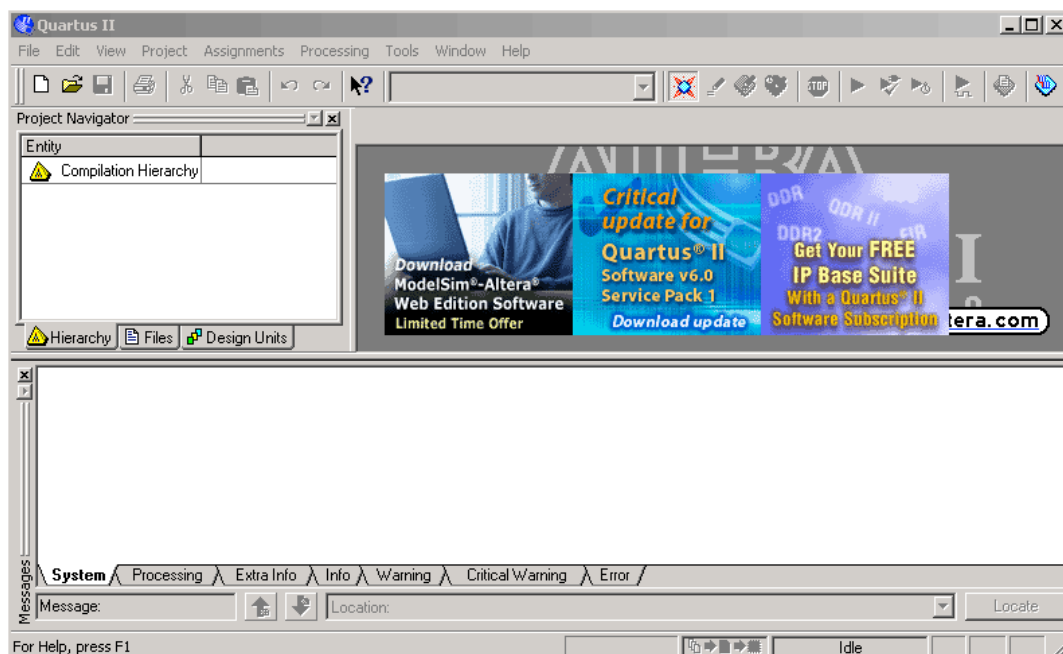 Quartus II
File Edit View Project Assignments Processing Tools Window Help
STOP
Project Navigator
Entity
Compilation Hierarchy
Hierarchy Files Design Units
ALTERA
Download
ModelSim®-Altera®
Web Edition Software
Limited Time Offer
Critical
update for
Quartus® II
Software v6.0
Service Pack 1
Download update
DDR
QDR II
DDR2
FIR
Get Your FREE
IP Base Suite
With a Quartus® II
Software Subscription
I
tera.com)
System Processing Extra Info Info Warning Critical Warning Error
Messages
Message:
Location:
Locate
For Help, press F1
Idle